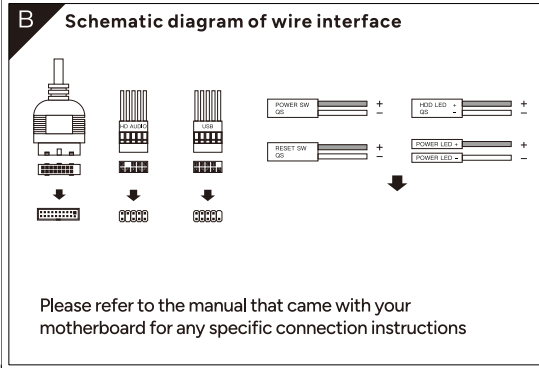 B
Schematic diagram of wire interface
HD AUDIO
USB
POWER SW
QS
+
–
HDD LED +
QS –
+
–
RESET SW
QS
+
–
POWER LED +
POWER LED –
+
–
Please refer to the manual that came with your
motherboard for any specific connection instructions